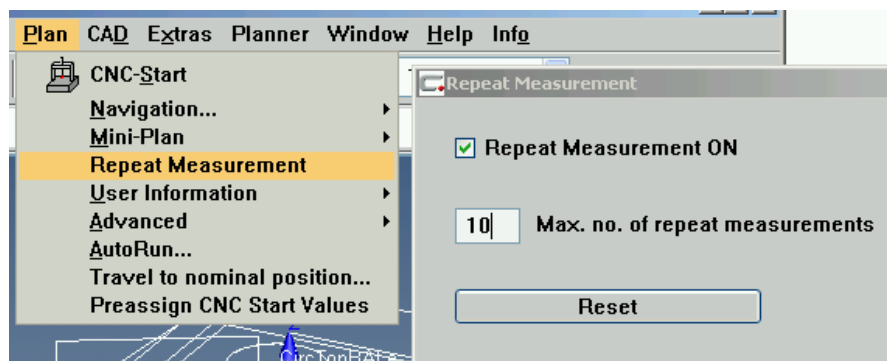 Plan CAD Extras Planner Window Help Info
CNC-Start
Navigation...
Mini-Plan
Repeat Measurement
User Information
Advanced
AutoRun...
Travel to nominal position...
Preassign CNC Start Values
Repeat Measurement
Repeat Measurement ON
10 Max. no. of repeat measurements
Reset